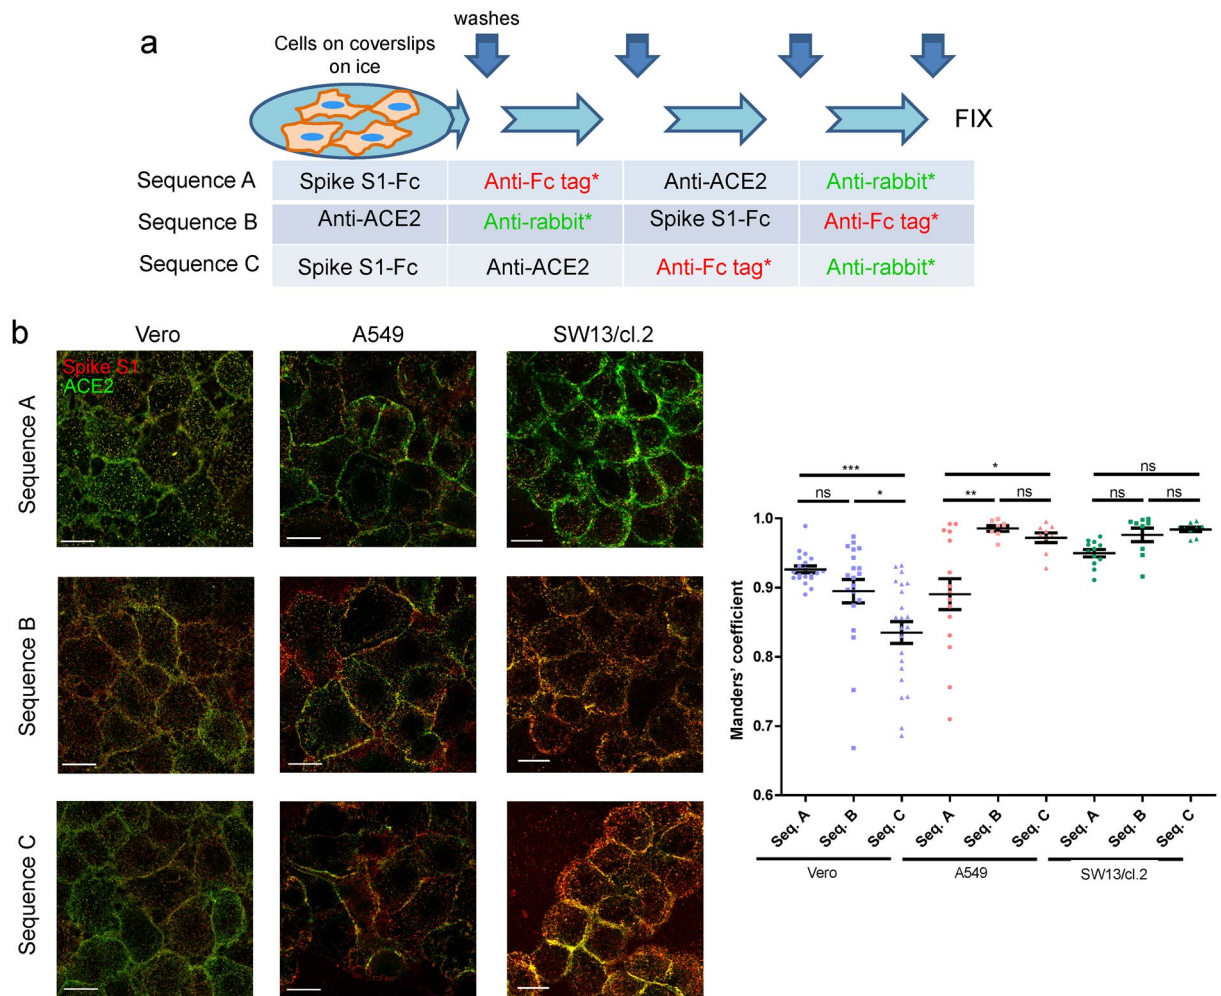 a
washes
Cells on coverslips
on ice
FIX
Sequence A Spike S1-Fc Anti-Fc tag* Anti-ACE2 Anti-rabbit*
Sequence B Anti-ACE2 Anti-rabbit* Spike S1-Fc Anti-Fc tag*
Sequence C Spike S1-Fc Anti-ACE2 Anti-Fc tag* Anti-rabbit*
b
Vero A549 SW13/cl.2
Sequence A
Spike S1
ACE2
Sequence B
Sequence C
*** * ns
ns * ** ns ns ns
Manders' coefficient
1.0
0.9
0.8
0.7
0.6
Seq. A Seq. B Seq. C Seq. A Seq. B Seq. C Seq. A Seq. B Seq. C
Vero A549 SW13/cl.2